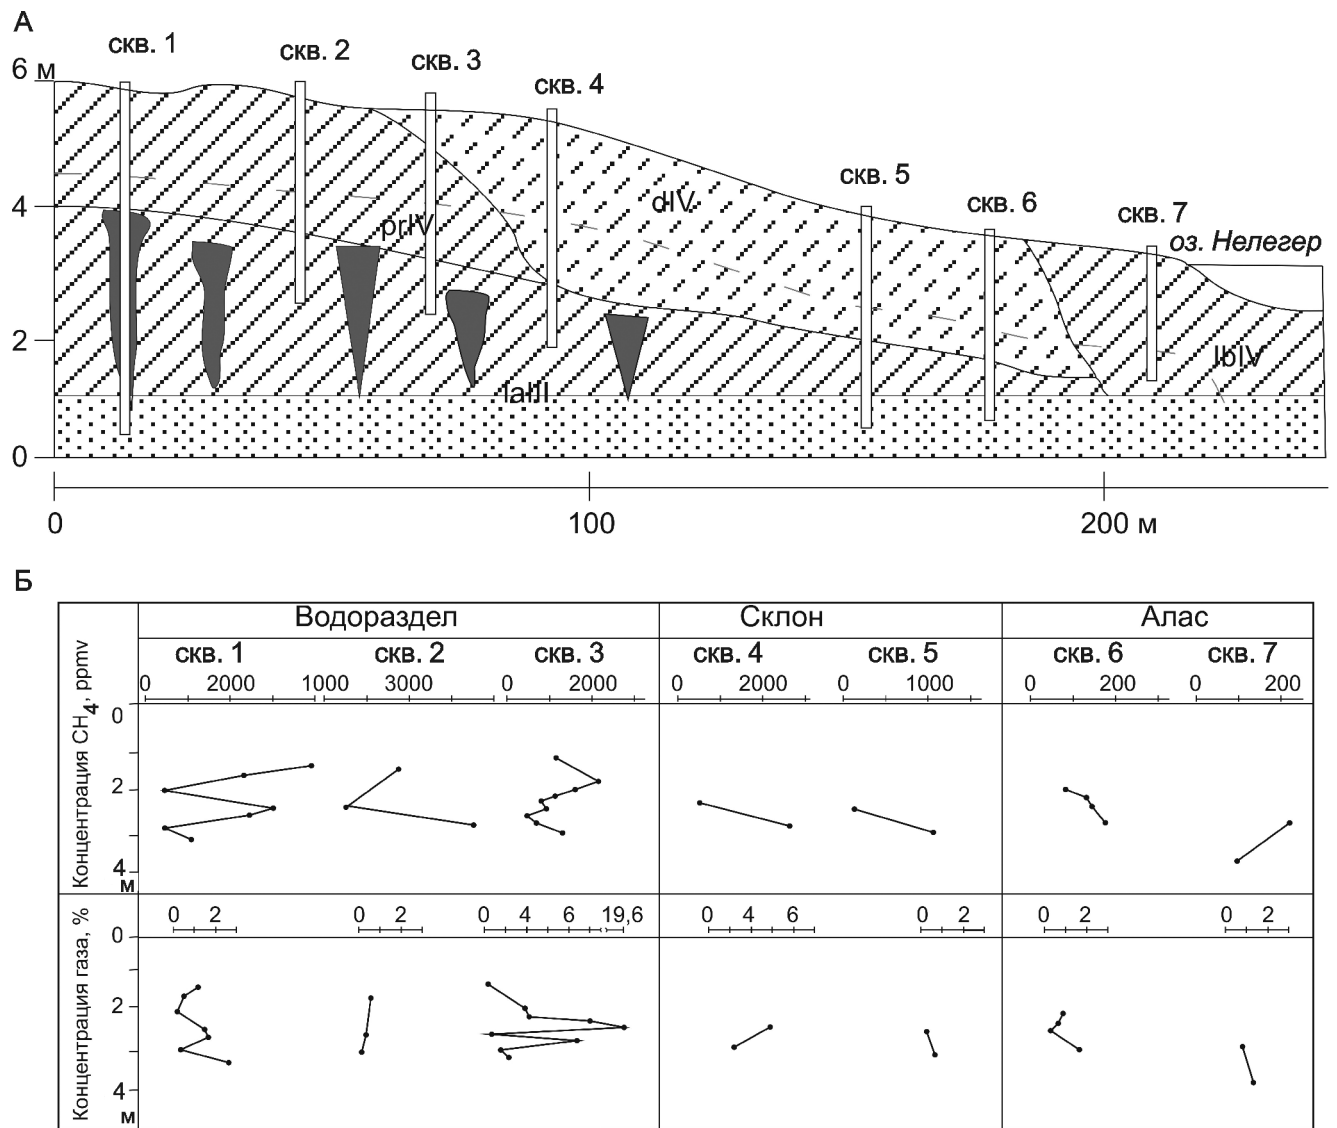 А
скв. 1
скв. 2
скв. 3
скв. 4
6 м
4
2
0
скв. 5
скв. 6
скв. 7
оз. Нелегер
dIV
prIV
laIII
lbIV
0 100 200 м
Б
Водораздел Склон Алас
скв. 1 скв. 2 скв. 3 скв. 4 скв. 5 скв. 6 скв. 7
0 2000 1000 3000 0 2000 0 2000 0 1000 0 200 0 200
Концентрация CH4, ppmv
0
2
4
м
0 2 0 2 0 4 6 19,6 0 4 6 0 2 0 2 0 2
Концентрация газа, %
0
2
4
м